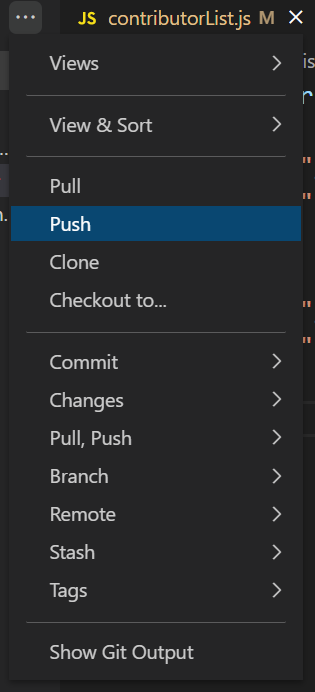 ... JS contributorList.js M
Views
View & Sort
Pull
Push
Clone
Checkout to...
Commit
Changes
Pull, Push
Branch
Remote
Stash
Tags
Show Git Output